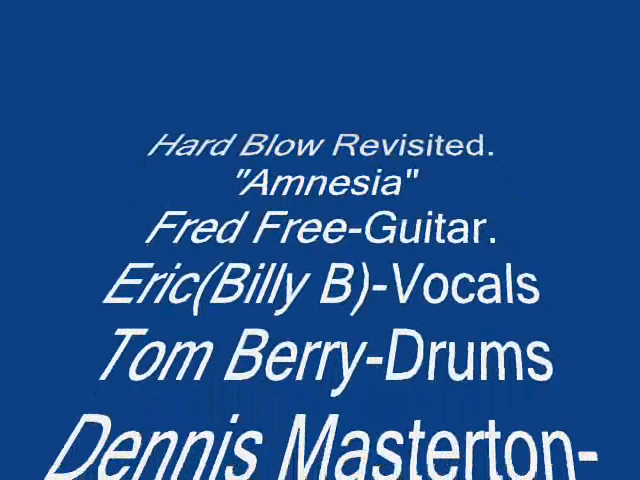 Hard Blow Revisited.
"Amnesia"
Fred Free-Guitar.
Eric(Billy B)-Vocals
Tom Berry-Drums
Dennis Masterton-